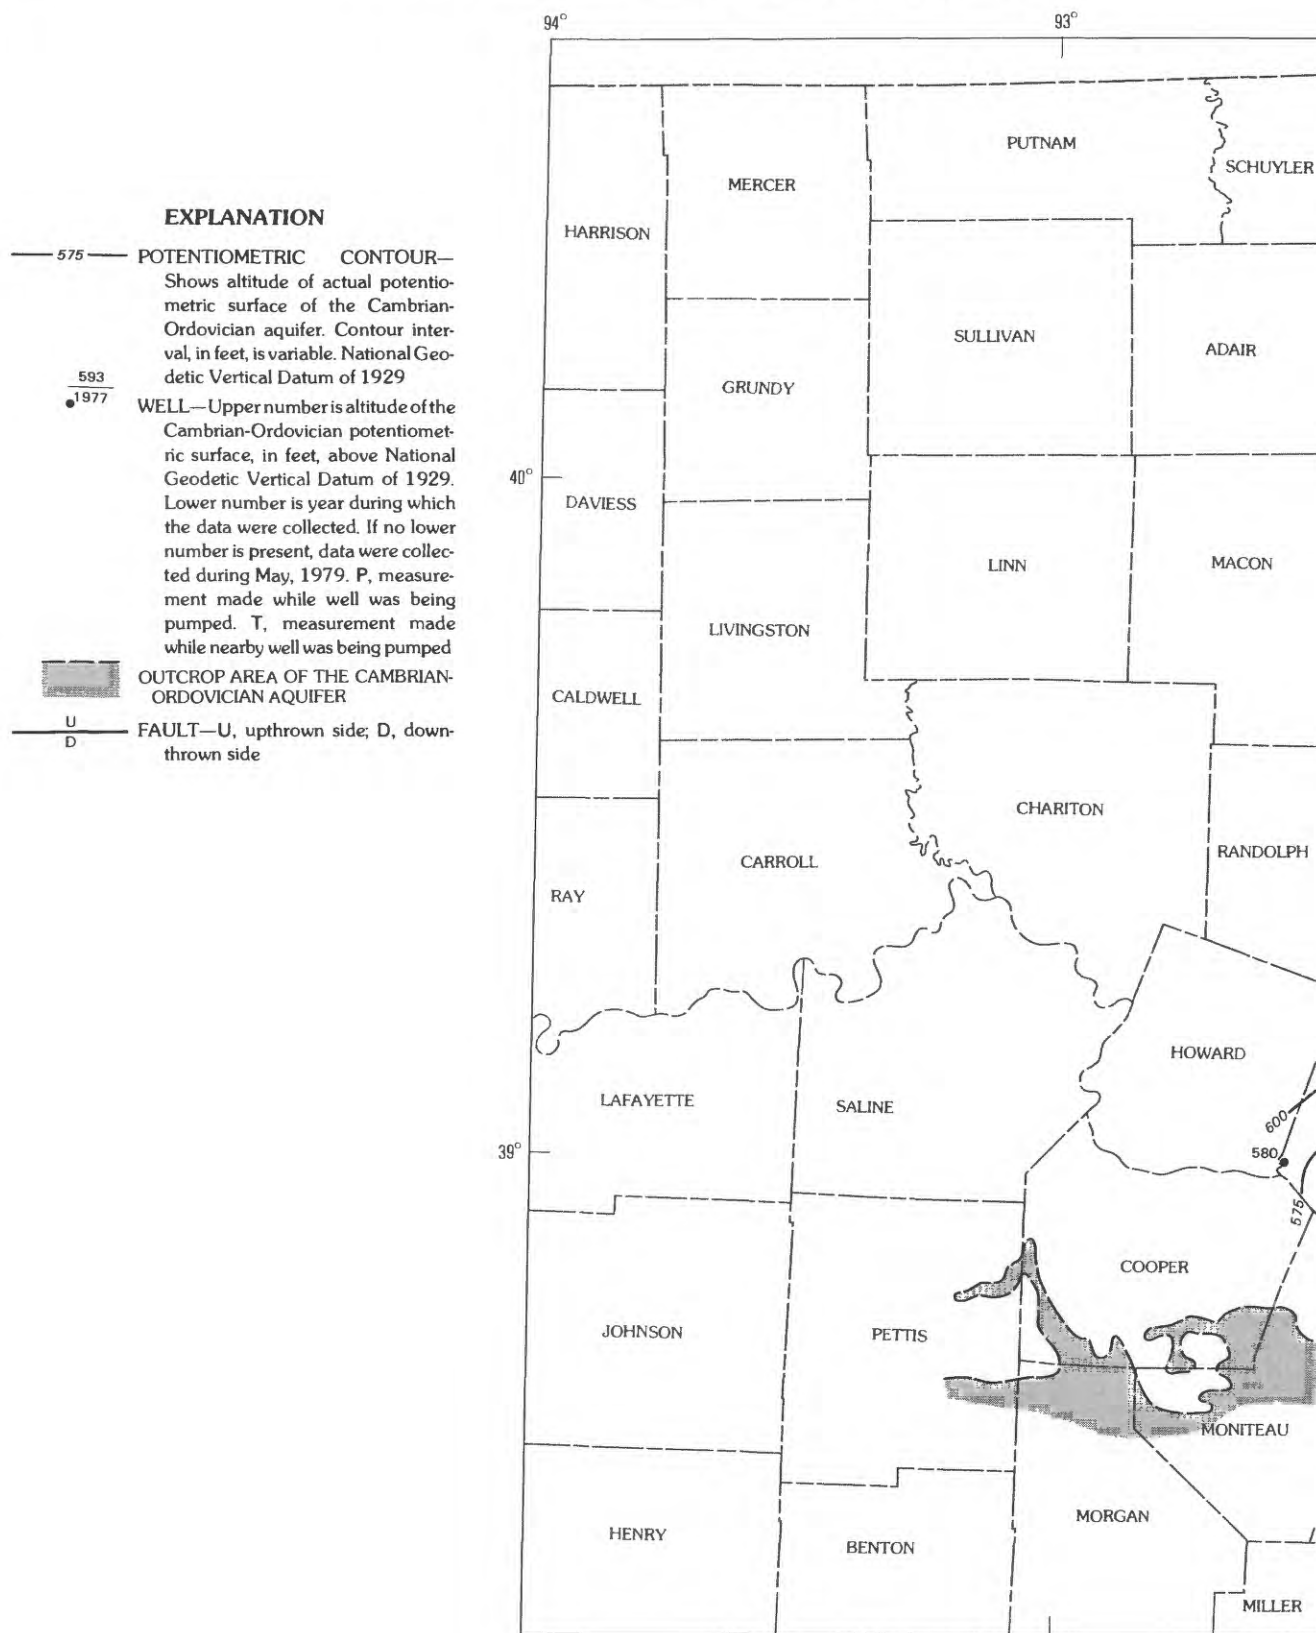 94°
93°
EXPLANATION
575
POTENTIOMETRIC CONTOUR—
Shows altitude of actual potentio-
metric surface of the Cambrian-
Ordovician aquifer. Contour inter-
val, in feet, is variable. National Geo-
detic Vertical Datum of 1929
593
1977
WELL—Upper number is altitude of the
Cambrian-Ordovician potentiomet-
ric surface, in feet, above National
Geodetic Vertical Datum of 1929.
Lower number is year during which
the data were collected. If no lower
number is present, data were collec-
ted during May, 1979. P, measure-
ment made while well was being
pumped. T, measurement made
while nearby well was being pumped
OUTCROP AREA OF THE CAMBRIAN-
ORDOVICIAN AQUIFER
U
D
FAULT—U, upthrown side; D, down-
thrown side
PUTNAM
SCHUYLER
MERCER
HARRISON
SULLIVAN
ADAIR
GRUNDY
40°
DAVIESS
LINN
MACON
LIVINGSTON
CALDWELL
CHARITON
RANDOLPH
CARROLL
RAY
HOWARD
LAFAYETTE
SALINE
600
39°
580
575
COOPER
JOHNSON
PETTIS
MONITEAU
MORGAN
HENRY
BENTON
MILLER